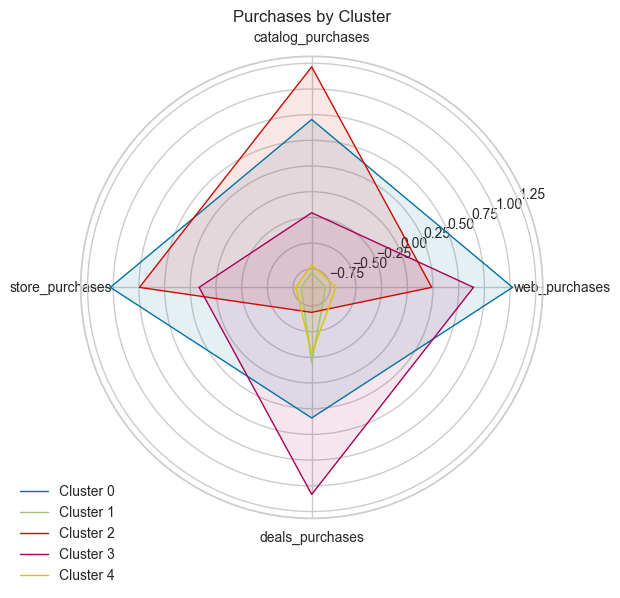 Purchases by Cluster
catalog_purchases
1.25
1.00
0.75
0.50
0.25
0.00
−0.25
−0.50
−0.75
store_purchases
web_purchases
deals_purchases
Cluster 0
Cluster 1
Cluster 2
Cluster 3
Cluster 4